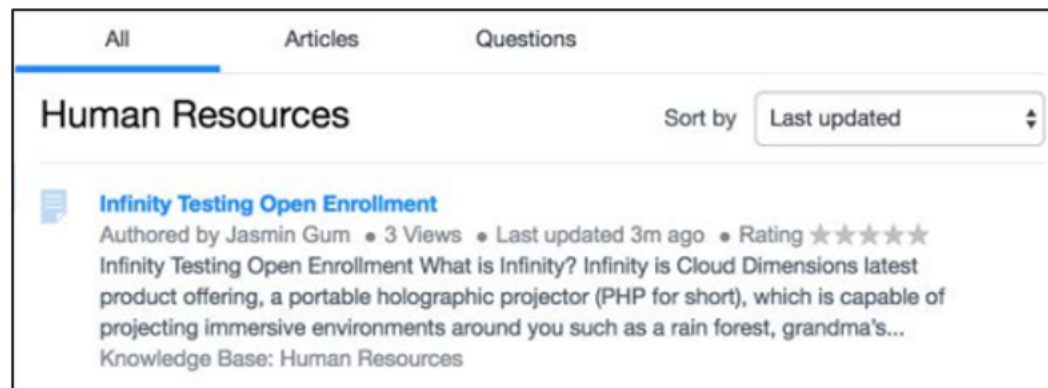 All Articles Questions
Human Resources Sort by Last updated
Infinity Testing Open Enrollment
Authored by Jasmin Gum • 3 Views • Last updated 3m ago • Rating ★★★★★
Infinity Testing Open Enrollment What is Infinity? Infinity is Cloud Dimensions latest
product offering, a portable holographic projector (PHP for short), which is capable of
projecting immersive environments around you such as a rain forest, grandma's...
Knowledge Base: Human Resources